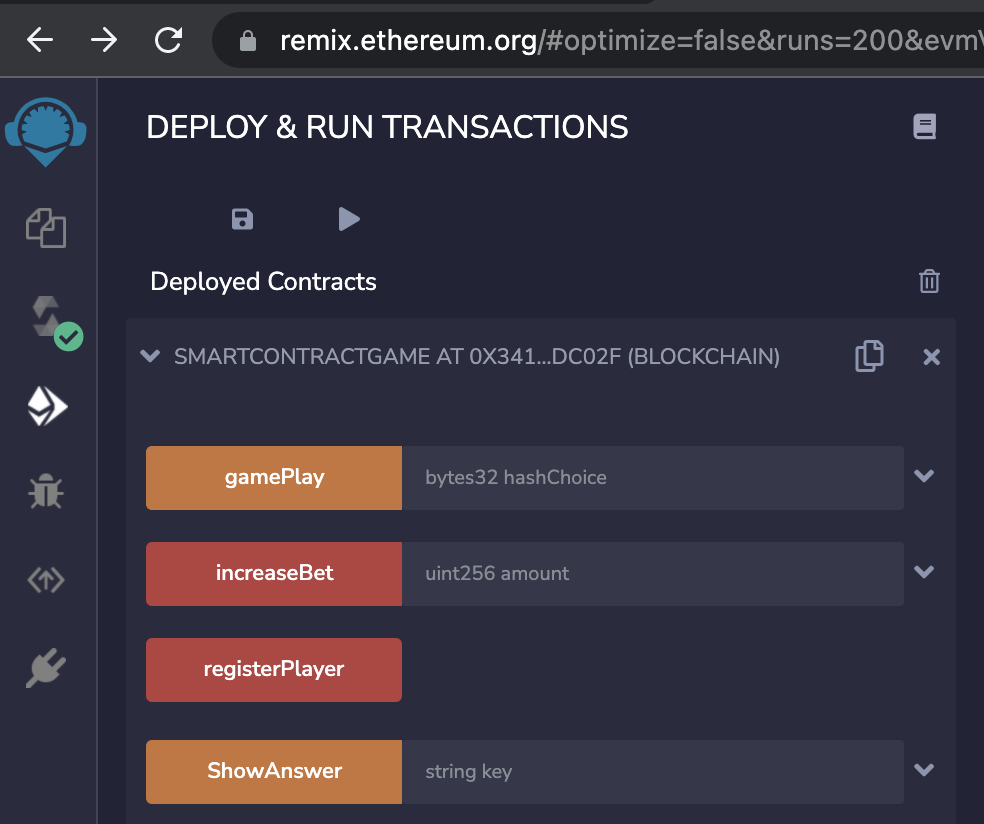 remix.ethereum.org/#optimize=false&runs=200&evm
DEPLOY & RUN TRANSACTIONS
Deployed Contracts
SMARTCONTRACTGAME AT 0X341...DC02F (BLOCKCHAIN)
gamePlay bytes32 hashChoice
increaseBet uint256 amount
registerPlayer
ShowAnswer string key